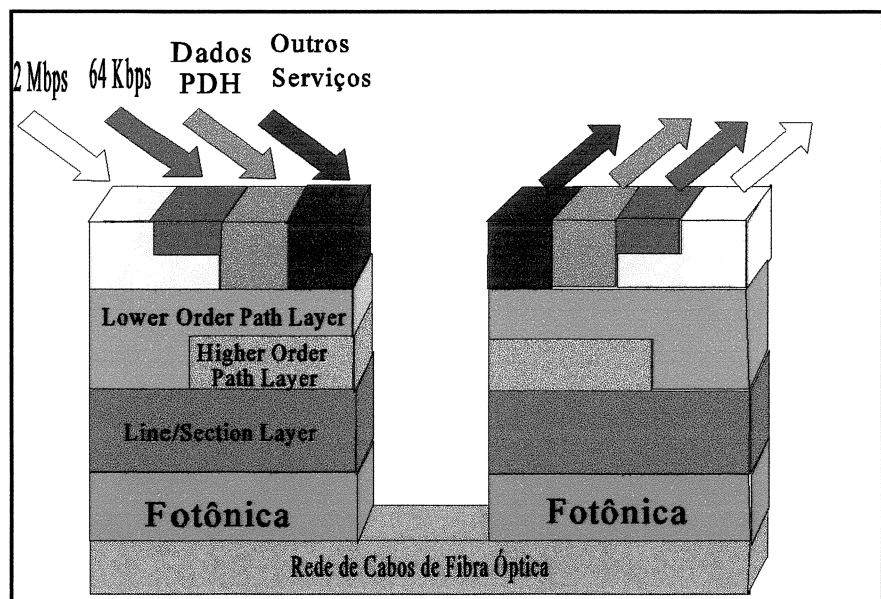 2 Mbps
64 Kbps
Dados
PDH
Outros
Serviços
Lower Order Path Layer
Higher Order
Path Layer
Line/Section Layer
Fotônica
Fotônica
Rede de Cabos de Fibra Óptica